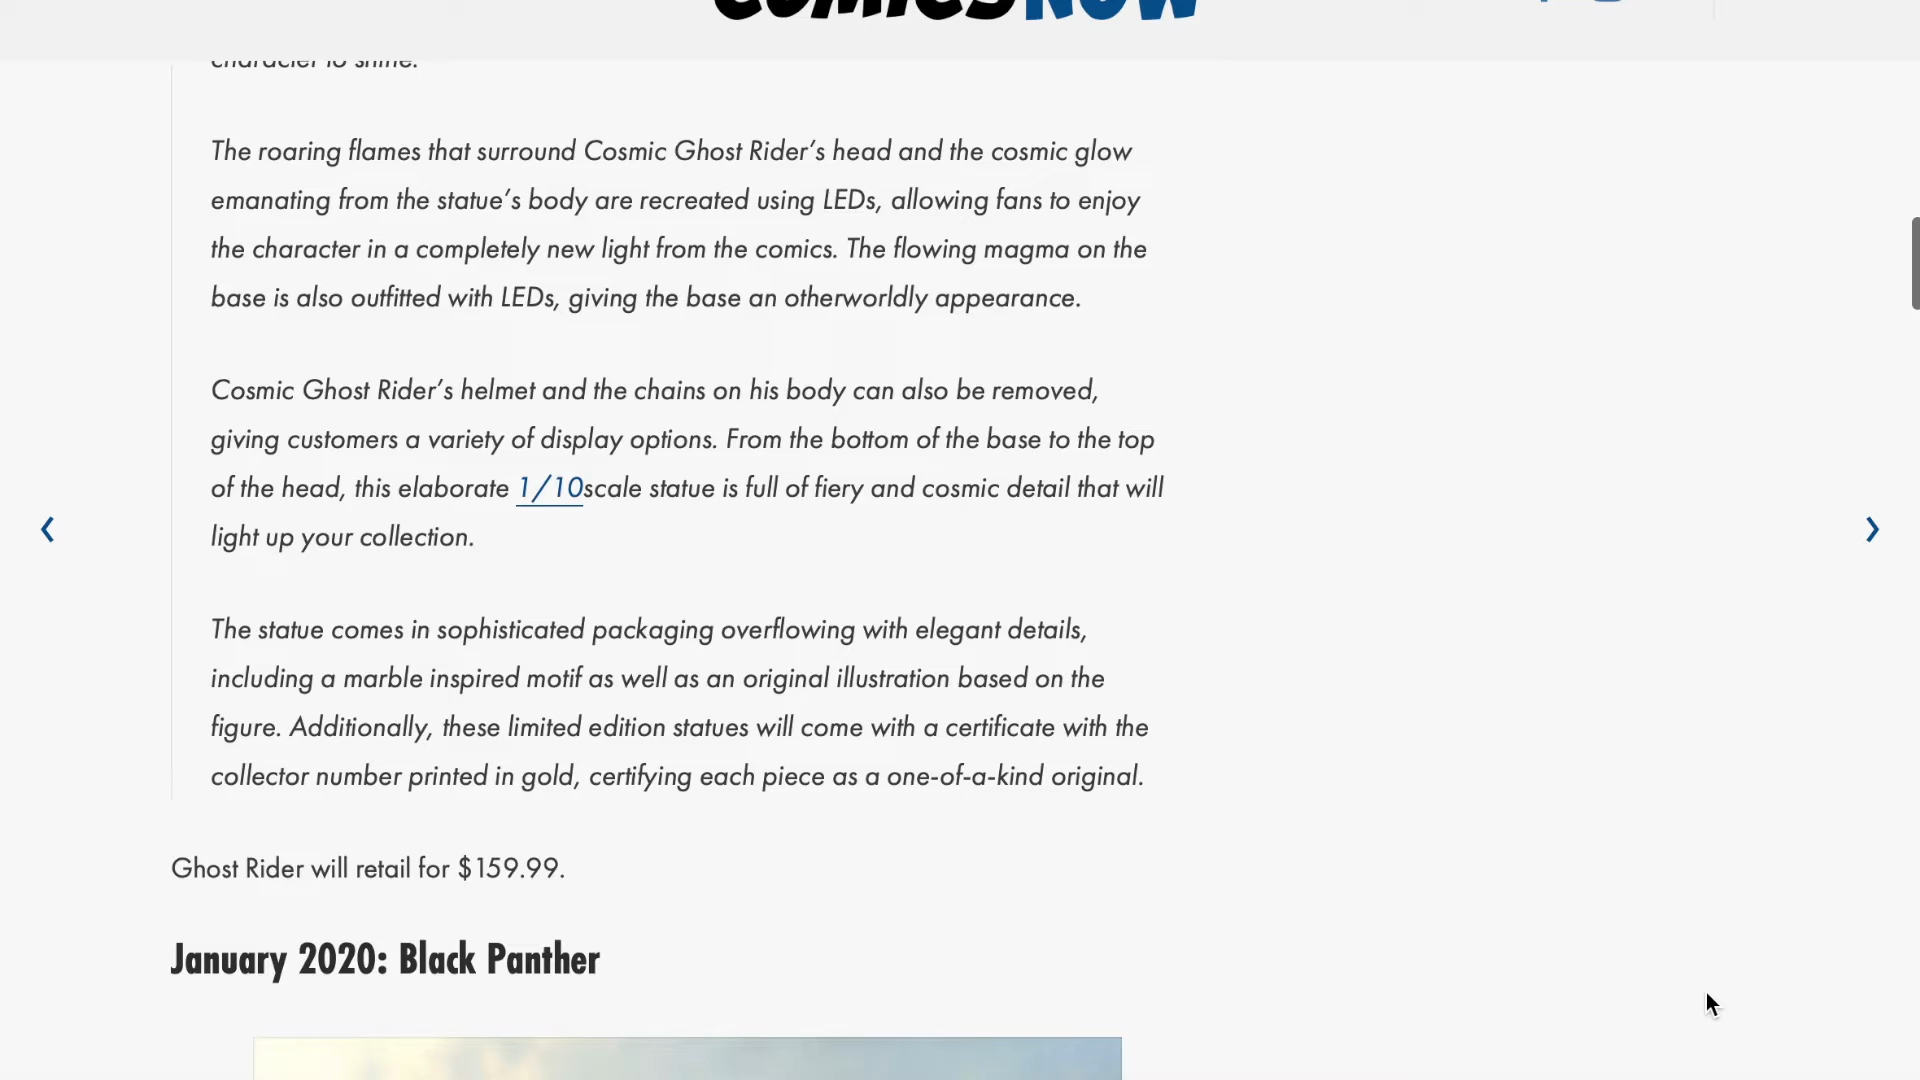 COMICSNOW
character to shine.
The roaring flames that surround Cosmic Ghost Rider’s head and the cosmic glow
emanating from the statue’s body are recreated using LEDs, allowing fans to enjoy
the character in a completely new light from the comics. The flowing magma on the
base is also outfitted with LEDs, giving the base an otherworldly appearance.
Cosmic Ghost Rider’s helmet and the chains on his body can also be removed,
giving customers a variety of display options. From the bottom of the base to the top
of the head, this elaborate 1/10scale statue is full of fiery and cosmic detail that will
light up your collection.
The statue comes in sophisticated packaging overflowing with elegant details,
including a marble inspired motif as well as an original illustration based on the
figure. Additionally, these limited edition statues will come with a certificate with the
collector number printed in gold, certifying each piece as a one-of-a-kind original.
Ghost Rider will retail for $159.99.
January 2020: Black Panther